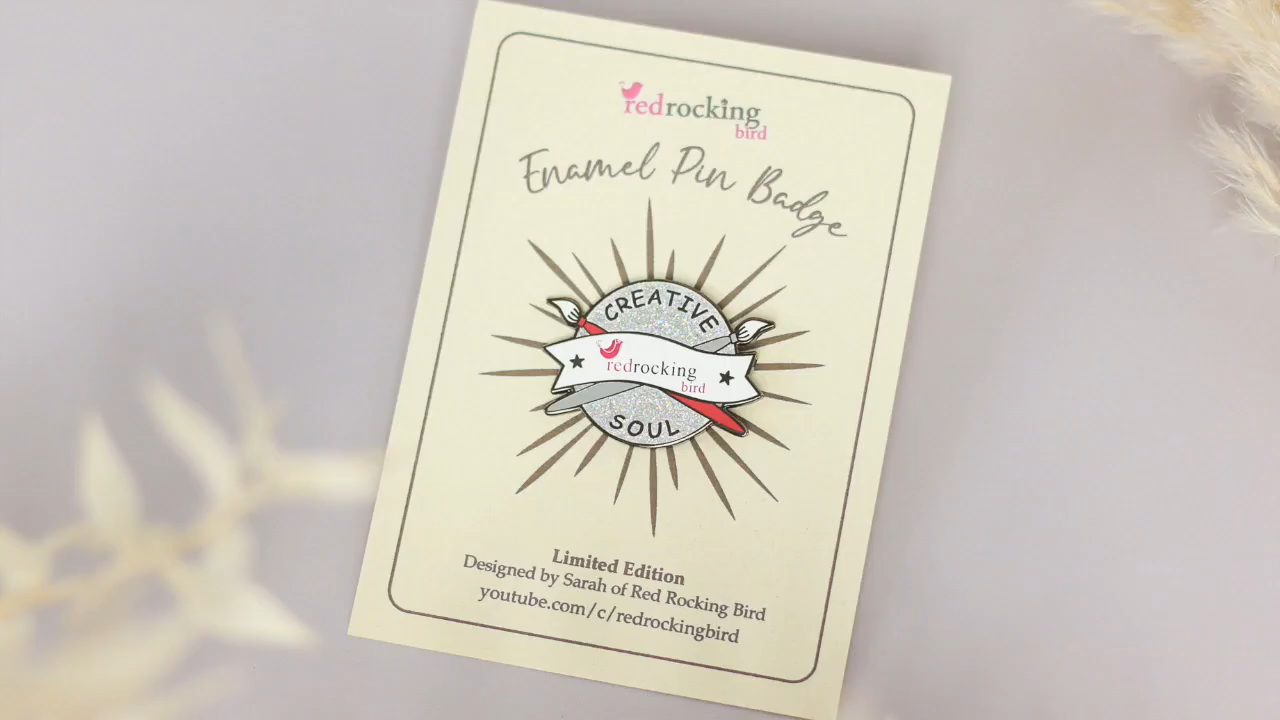 redrocking
bird
Enamel Pin Badge
CREATIVE
redrocking
bird
SOUL
Limited Edition
Designed by Sarah of Red Rocking Bird
youtube.com/c/redrockingbird